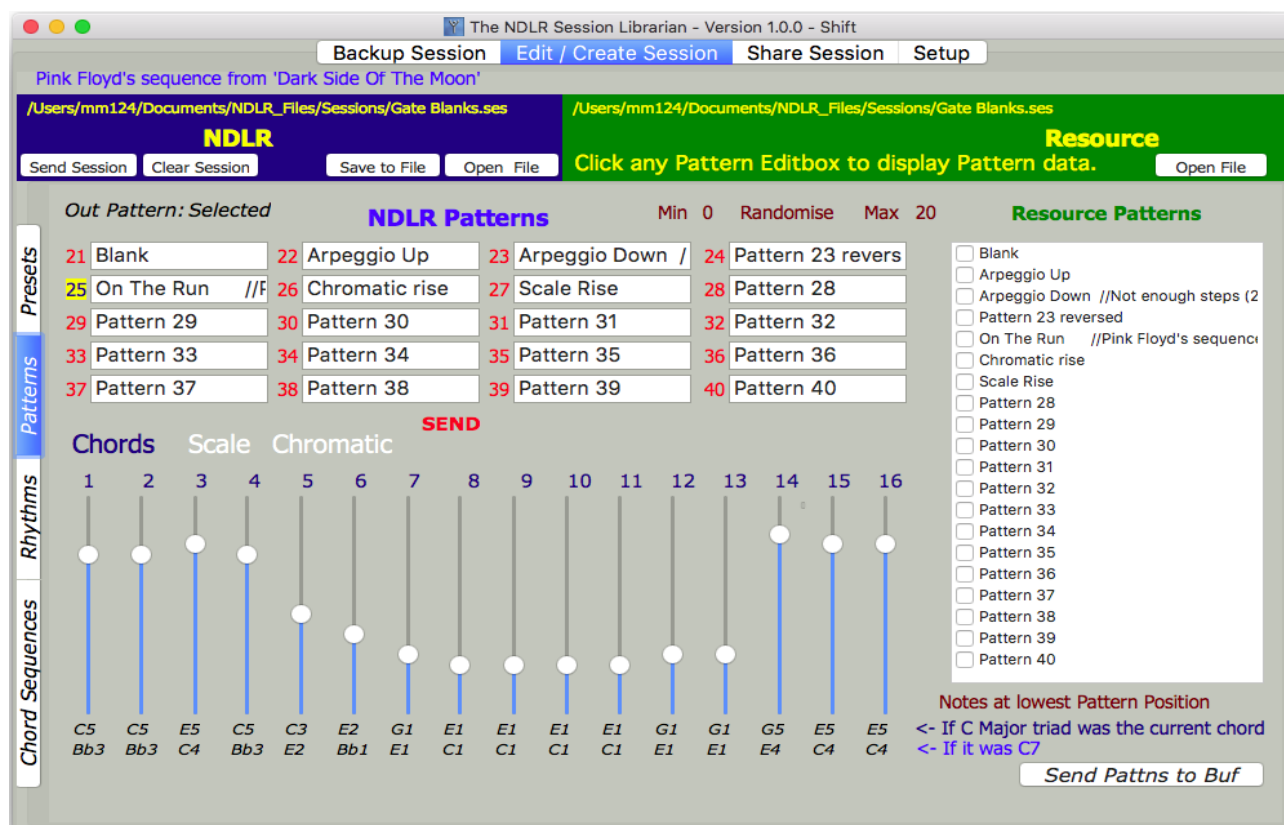 The NDLR Session Librarian - Version 1.0.0 - Shift
Backup Session Edit / Create Session Share Session Setup
Pink Floyd's sequence from 'Dark Side Of The Moon'
/Users/mm124/Documents/NDLR_Files/Sessions/Gate Blanks.ses
NDLR
Send Session Clear Session Save to File Open File
/Users/mm124/Documents/NDLR_Files/Sessions/Gate Blanks.ses
Resource
Click any Pattern Editbox to display Pattern data. Open File
Presets
Patterns
Rhythms
Chord Sequences
Out Pattern: Selected NDLR Patterns Min 0 Randomise Max 20
21 Blank 22 Arpeggio Up 23 Arpeggio Down / 24 Pattern 23 revers
25 On The Run //F 26 Chromatic rise 27 Scale Rise 28 Pattern 28
29 Pattern 29 30 Pattern 30 31 Pattern 31 32 Pattern 32
33 Pattern 33 34 Pattern 34 35 Pattern 35 36 Pattern 36
37 Pattern 37 38 Pattern 38 39 Pattern 39 40 Pattern 40
SEND
Chords Scale Chromatic
1 2 3 4 5 6 7 8 9 10 11 12 13 14 15 16
C5 C5 E5 C5 C3 E2 G1 E1 E1 E1 E1 G1 G1 G5 E5 E5
Bb3 Bb3 C4 Bb3 E2 Bb1 E1 C1 C1 C1 C1 E1 E1 E4 C4 C4
Resource Patterns
Blank
Arpeggio Up
Arpeggio Down //Not enough steps (2
Pattern 23 reversed
On The Run //Pink Floyd's sequence
Chromatic rise
Scale Rise
Pattern 28
Pattern 29
Pattern 30
Pattern 31
Pattern 32
Pattern 33
Pattern 34
Pattern 35
Pattern 36
Pattern 37
Pattern 38
Pattern 39
Pattern 40
Notes at lowest Pattern Position
<- If C Major triad was the current chord
<- If it was C7
Send Pattns to Buf